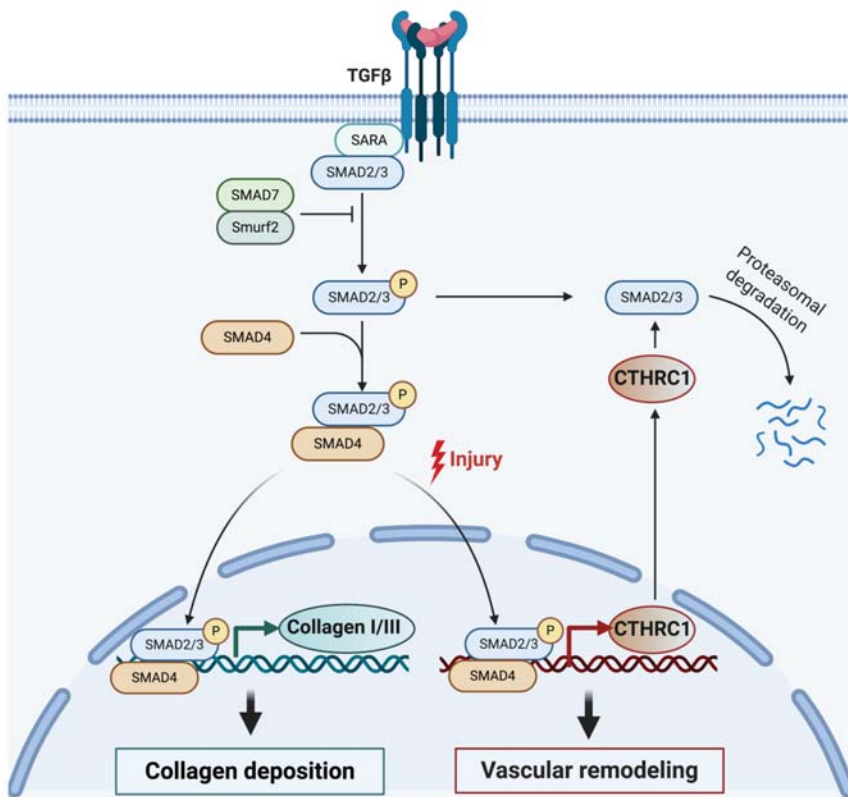 TGFβ
SARA
SMAD2/3
SMAD7
Smurf2
SMAD2/3
P
SMAD2/3
Proteasomal
degradation
SMAD4
CTHRC1
SMAD2/3
P
SMAD4
Injury
SMAD2/3
P
Collagen I/III
SMAD4
SMAD2/3
P
CTHRC1
SMAD4
Collagen deposition
Vascular remodeling